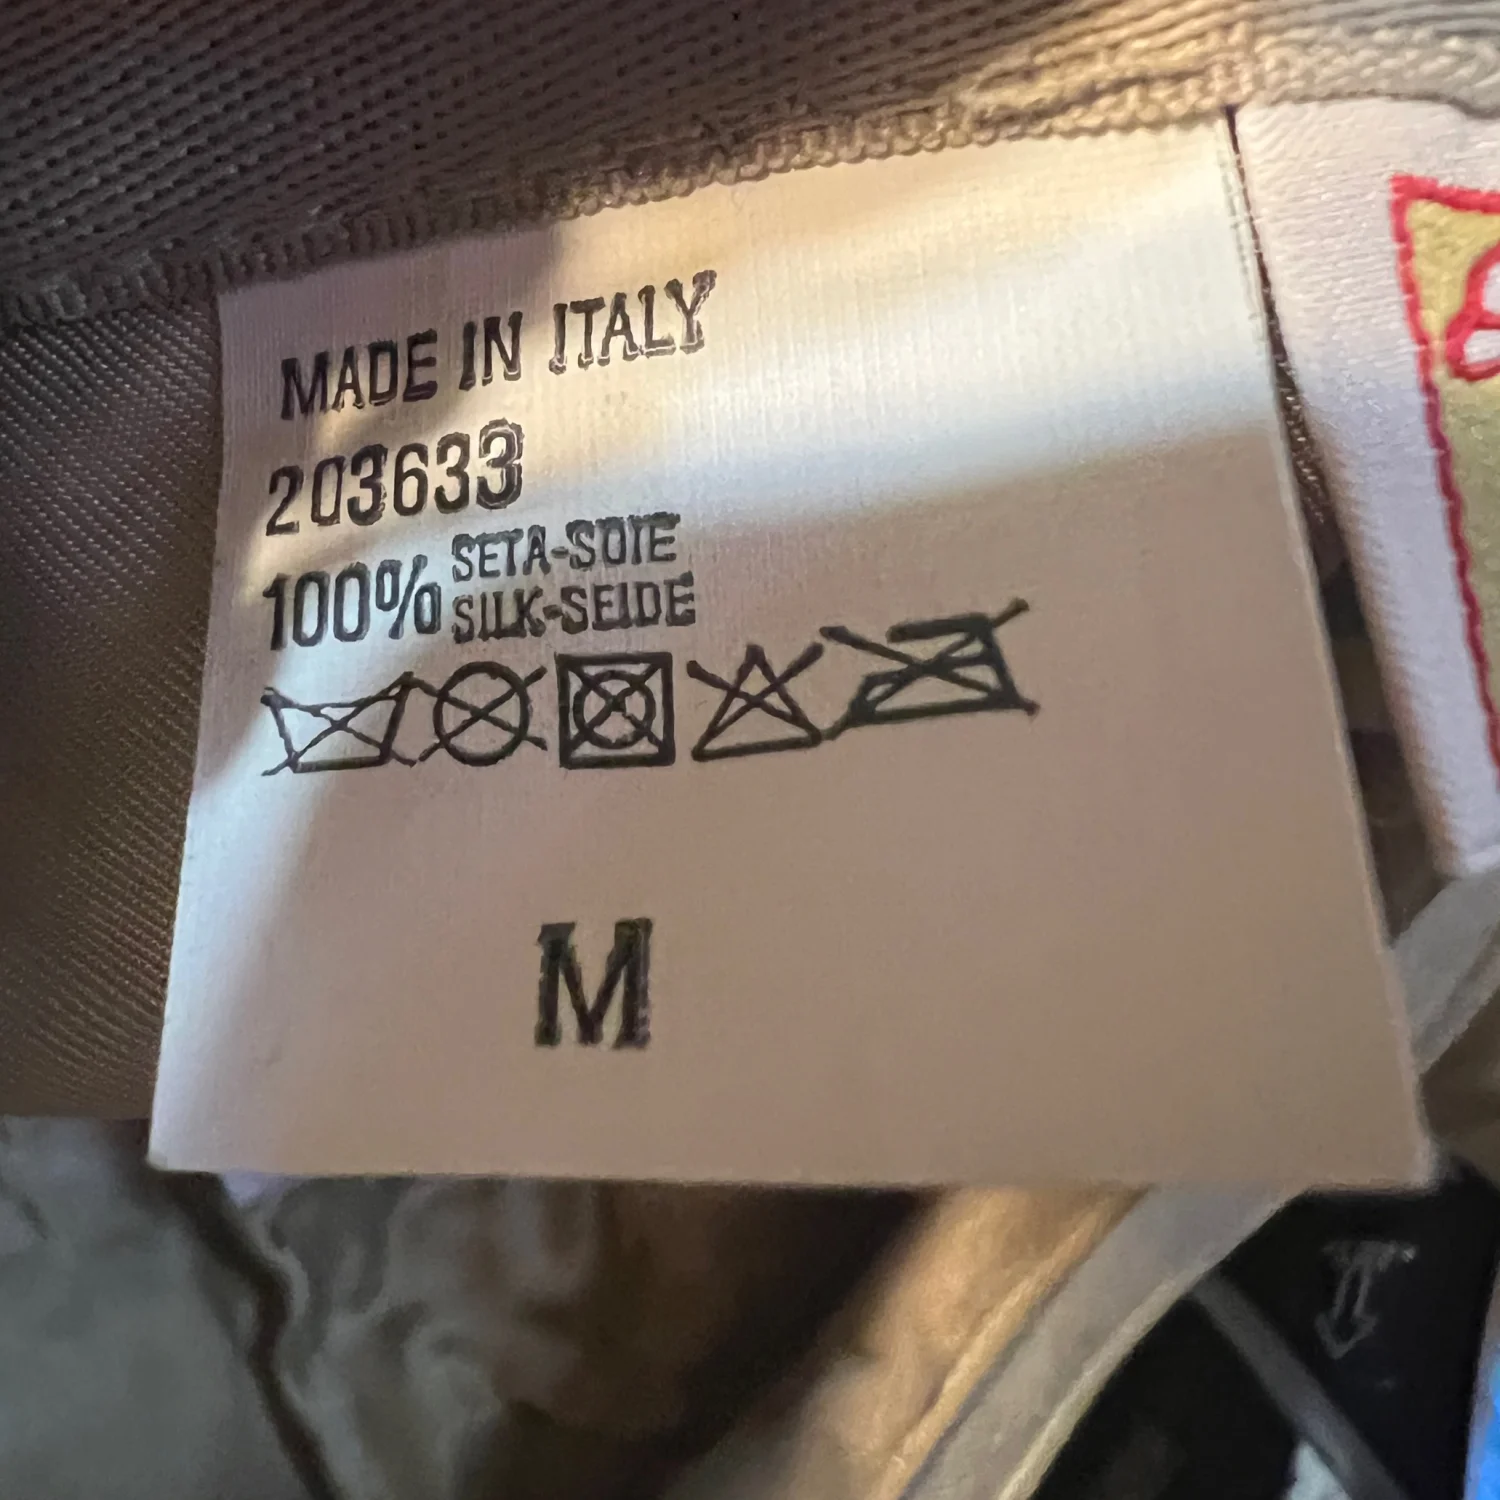 MADE IN ITALY
203633
100% SETA-SOIE
SILK-SEIDE
M